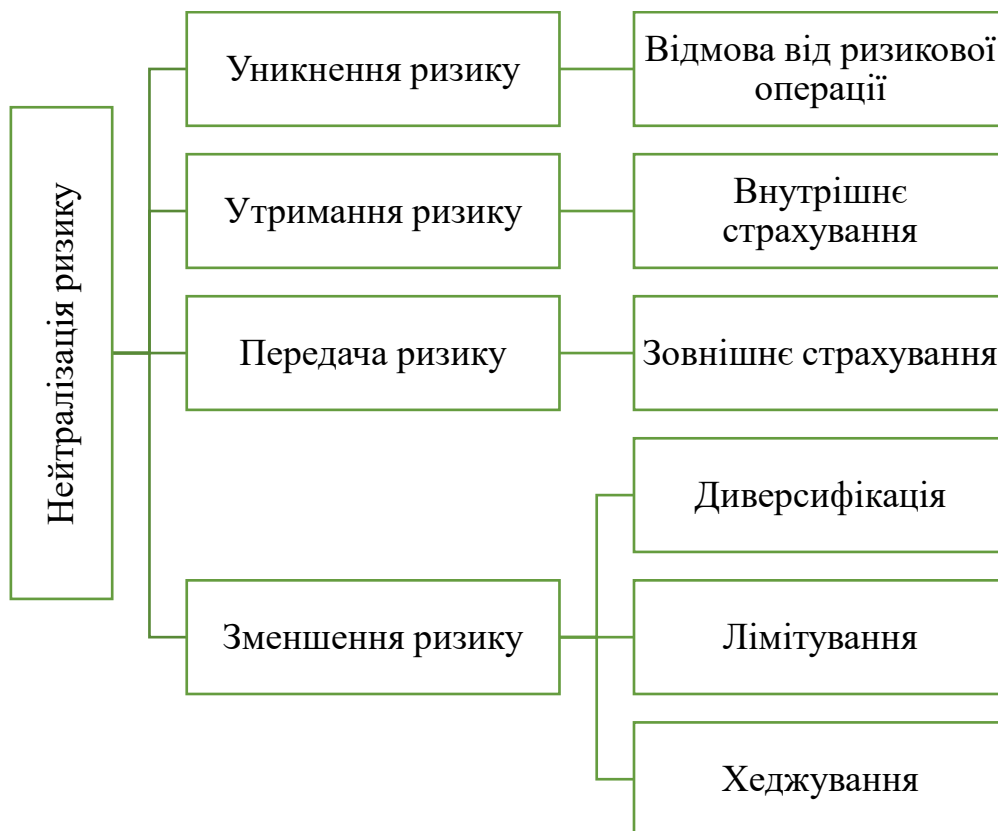 Нейтралізація ризику
Уникнення ризику
Відмова від ризикової
операції
Утримання ризику
Внутрішнє
страхування
Передача ризику
Зовнішнє страхування
Зменшення ризику
Диверсифікація
Лімітування
Хеджування